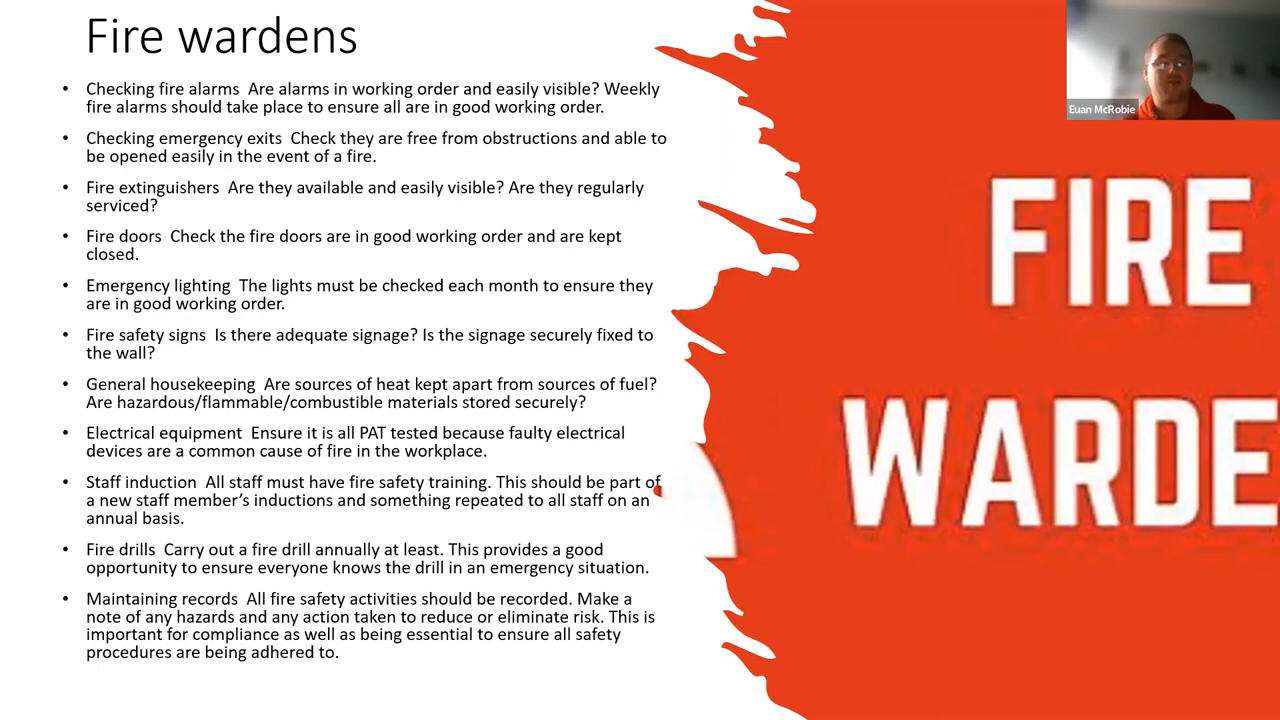 Fire wardens
• Checking fire alarms  Are alarms in working order and easily visible? Weekly
fire alarms should take place to ensure all are in good working order.
• Checking emergency exits  Check they are free from obstructions and able to
be opened easily in the event of a fire.
• Fire extinguishers  Are they available and easily visible? Are they regularly
serviced?
• Fire doors  Check the fire doors are in good working order and are kept
closed.
• Emergency lighting  The lights must be checked each month to ensure they
are in good working order.
• Fire safety signs  Is there adequate signage? Is the signage securely fixed to
the wall?
• General housekeeping  Are sources of heat kept apart from sources of fuel?
Are hazardous/flammable/combustible materials stored securely?
• Electrical equipment  Ensure it is all PAT tested because faulty electrical
devices are a common cause of fire in the workplace.
• Staff induction  All staff must have fire safety training. This should be part of
a new staff member’s inductions and something repeated to all staff on an
annual basis.
• Fire drills  Carry out a fire drill annually at least. This provides a good
opportunity to ensure everyone knows the drill in an emergency situation.
• Maintaining records  All fire safety activities should be recorded. Make a
note of any hazards and any action taken to reduce or eliminate risk. This is
important for compliance as well as being essential to ensure all safety
procedures are being adhered to.
Euan McRobie
FIRE
WARDE